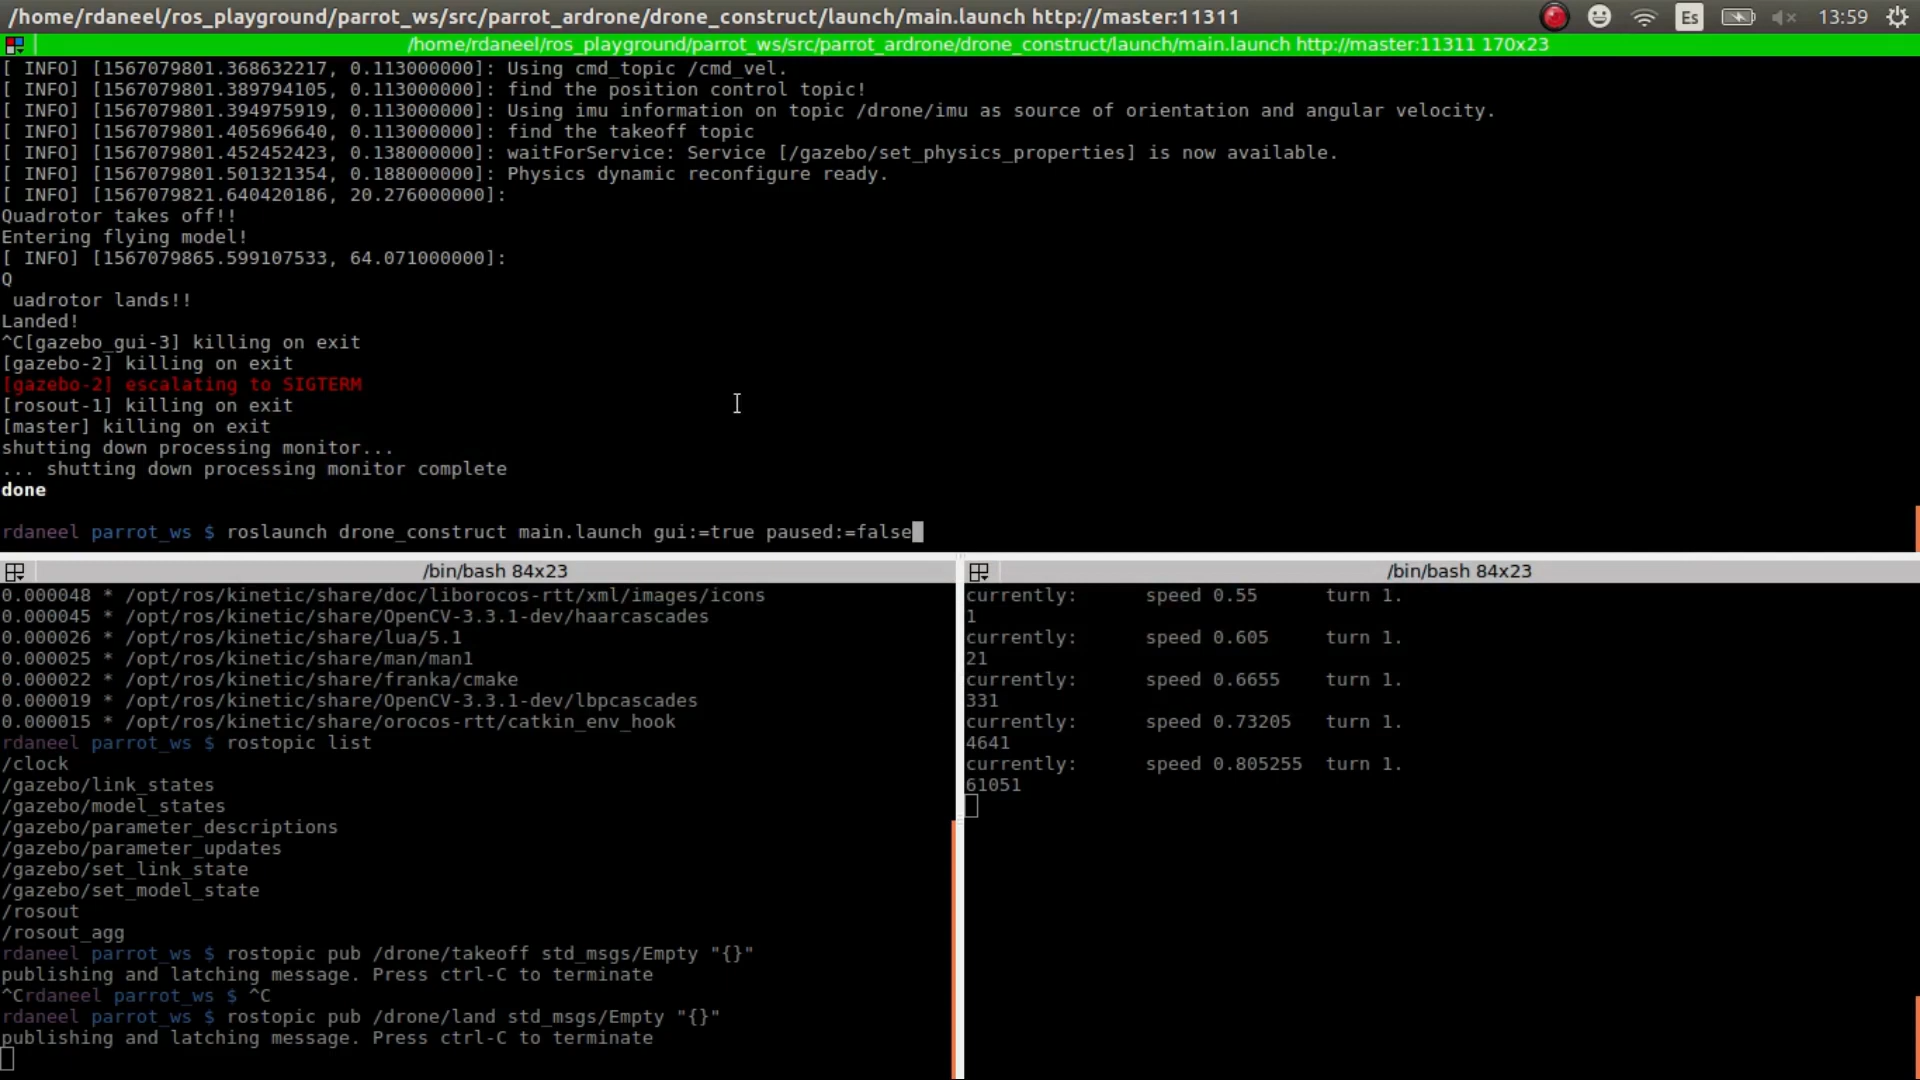 /home/rdaneel/ros_playground/parrot_ws/src/parrot_ardrone/drone_construct/launch/main.launch http://master:11311
Es
13:59
/home/rdaneel/ros_playground/parrot_ws/src/parrot_ardrone/drone_construct/launch/main.launch http://master:11311 170x23
[ INFO] [1567079801.368632217, 0.113000000]: Using cmd_topic /cmd_vel.
[ INFO] [1567079801.389794105, 0.113000000]: find the position control topic!
[ INFO] [1567079801.394975919, 0.113000000]: Using imu information on topic /drone/imu as source of orientation and angular velocity.
[ INFO] [1567079801.405696640, 0.113000000]: find the takeoff topic
[ INFO] [1567079801.452452423, 0.138000000]: waitForService: Service [/gazebo/set_physics_properties] is now available.
[ INFO] [1567079801.501321354, 0.188000000]: Physics dynamic reconfigure ready.
[ INFO] [1567079821.640420186, 20.276000000]:
Quadrotor takes off!!
Entering flying model!
[ INFO] [1567079865.599107533, 64.071000000]:
Q
uadrotor lands!!
Landed!
^C[gazebo_gui-3] killing on exit
[gazebo-2] killing on exit
[gazebo-2] escalating to SIGTERM
[rosout-1] killing on exit
[master] killing on exit
shutting down processing monitor...
... shutting down processing monitor complete
done
rdaneel parrot_ws $ roslaunch drone_construct main.launch gui:=true paused:=false
/bin/bash 84x23
0.000048 * /opt/ros/kinetic/share/doc/liborocos-rtt/xml/images/icons
0.000045 * /opt/ros/kinetic/share/OpenCV-3.3.1-dev/haarcascades
0.000026 * /opt/ros/kinetic/share/lua/5.1
0.000025 * /opt/ros/kinetic/share/man/man1
0.000022 * /opt/ros/kinetic/share/franka/cmake
0.000019 * /opt/ros/kinetic/share/OpenCV-3.3.1-dev/lbpcascades
0.000015 * /opt/ros/kinetic/share/orocos-rtt/catkin_env_hook
rdaneel parrot_ws $ rostopic list
/clock
/gazebo/link_states
/gazebo/model_states
/gazebo/parameter_descriptions
/gazebo/parameter_updates
/gazebo/set_link_state
/gazebo/set_model_state
/rosout
/rosout_agg
rdaneel parrot_ws $ rostopic pub /drone/takeoff std_msgs/Empty "{}"
publishing and latching message. Press ctrl-C to terminate
^Crdaneel parrot_ws $ ^C
rdaneel parrot_ws $ rostopic pub /drone/land std_msgs/Empty "{}"
publishing and latching message. Press ctrl-C to terminate
/bin/bash 84x23
currently: speed 0.55 turn 1.
1
currently: speed 0.605 turn 1.
21
currently: speed 0.6655 turn 1.
331
currently: speed 0.73205 turn 1.
4641
currently: speed 0.805255 turn 1.
61051